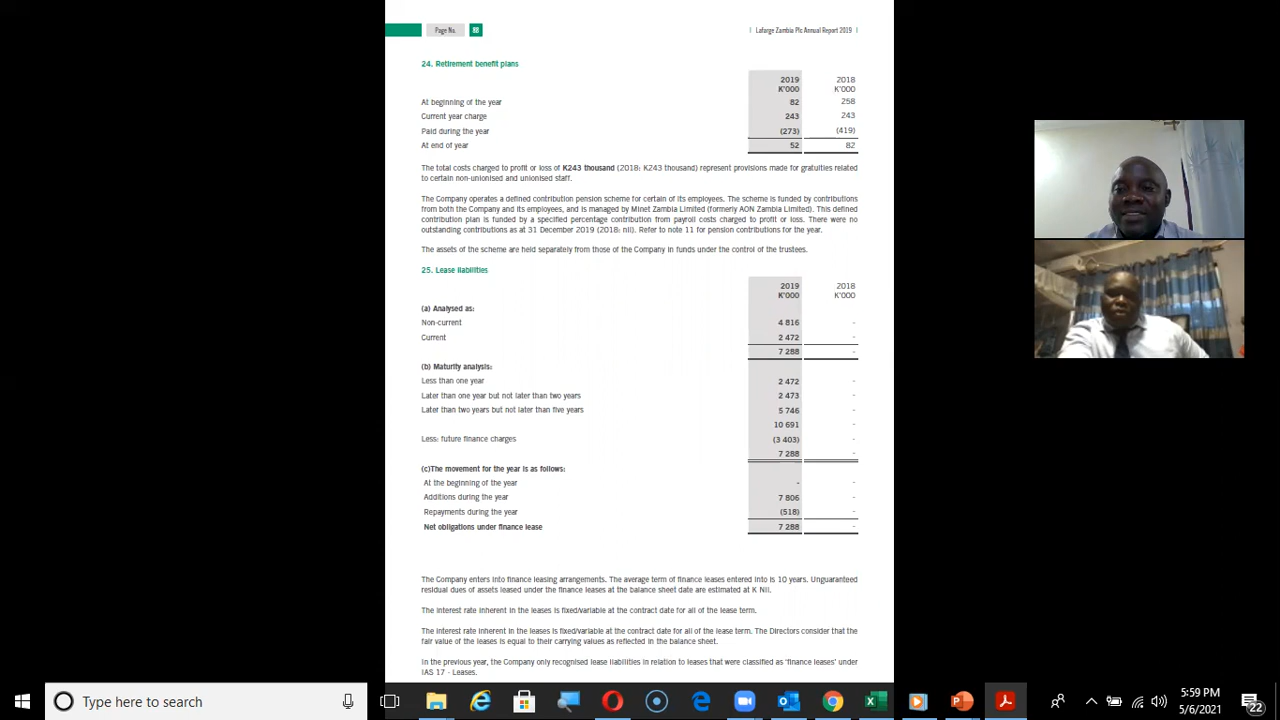 Page No. 88
Lafarge Zambia Plc Annual Report 2019
24. Retirement benefit plans
2019 2018
K'000 K'000
At beginning of the year 82 258
Current year charge 243 243
Paid during the year (273) (419)
At end of year 52 82
The total costs charged to profit or loss of K243 thousand (2018: K243 thousand) represent provisions made for gratuities related
to certain non-unionised and unionised staff.
The Company operates a defined contribution pension scheme for certain of its employees. The scheme is funded by contributions
from both the Company and its employees, and is managed by Minet Zambia Limited (formerly AON Zambia Limited). This defined
contribution plan is funded by a specified percentage contribution from payroll costs charged to profit or loss. There were no
outstanding contributions as at 31 December 2019 (2018: nil). Refer to note 11 for pension contributions for the year.
The assets of the scheme are held separately from those of the Company in funds under the control of the trustees.
25. Lease liabilities
2019 2018
K'000 K'000
(a) Analysed as:
Non-current 4 816 -
Current 2 472 -
7 288 -
(b) Maturity analysis:
Less than one year 2 472 -
Later than one year but not later than two years 2 473 -
Later than two years but not later than five years 5 746 -
10 691 -
Less: future finance charges (3 403) -
7 288 -
(c)The movement for the year is as follows:
At the beginning of the year - -
Additions during the year 7 806 -
Repayments during the year (518) -
Net obligations under finance lease 7 288 -
The Company enters into finance leasing arrangements. The average term of finance leases entered into is 10 years. Unguaranteed
residual dues of assets leased under the finance leases at the balance sheet date are estimated at K Nil.
The interest rate inherent in the leases is fixed/variable at the contract date for all of the lease term.
The interest rate inherent in the leases is fixed/variable at the contract date for all of the lease term. The Directors consider that the
fair value of the leases is equal to their carrying values as reflected in the balance sheet.
In the previous year, the Company only recognised lease liabilities in relation to leases that were classified as 'finance leases' under
IAS 17 - Leases.
Type here to search
5:59 PM
5/6/2021
22